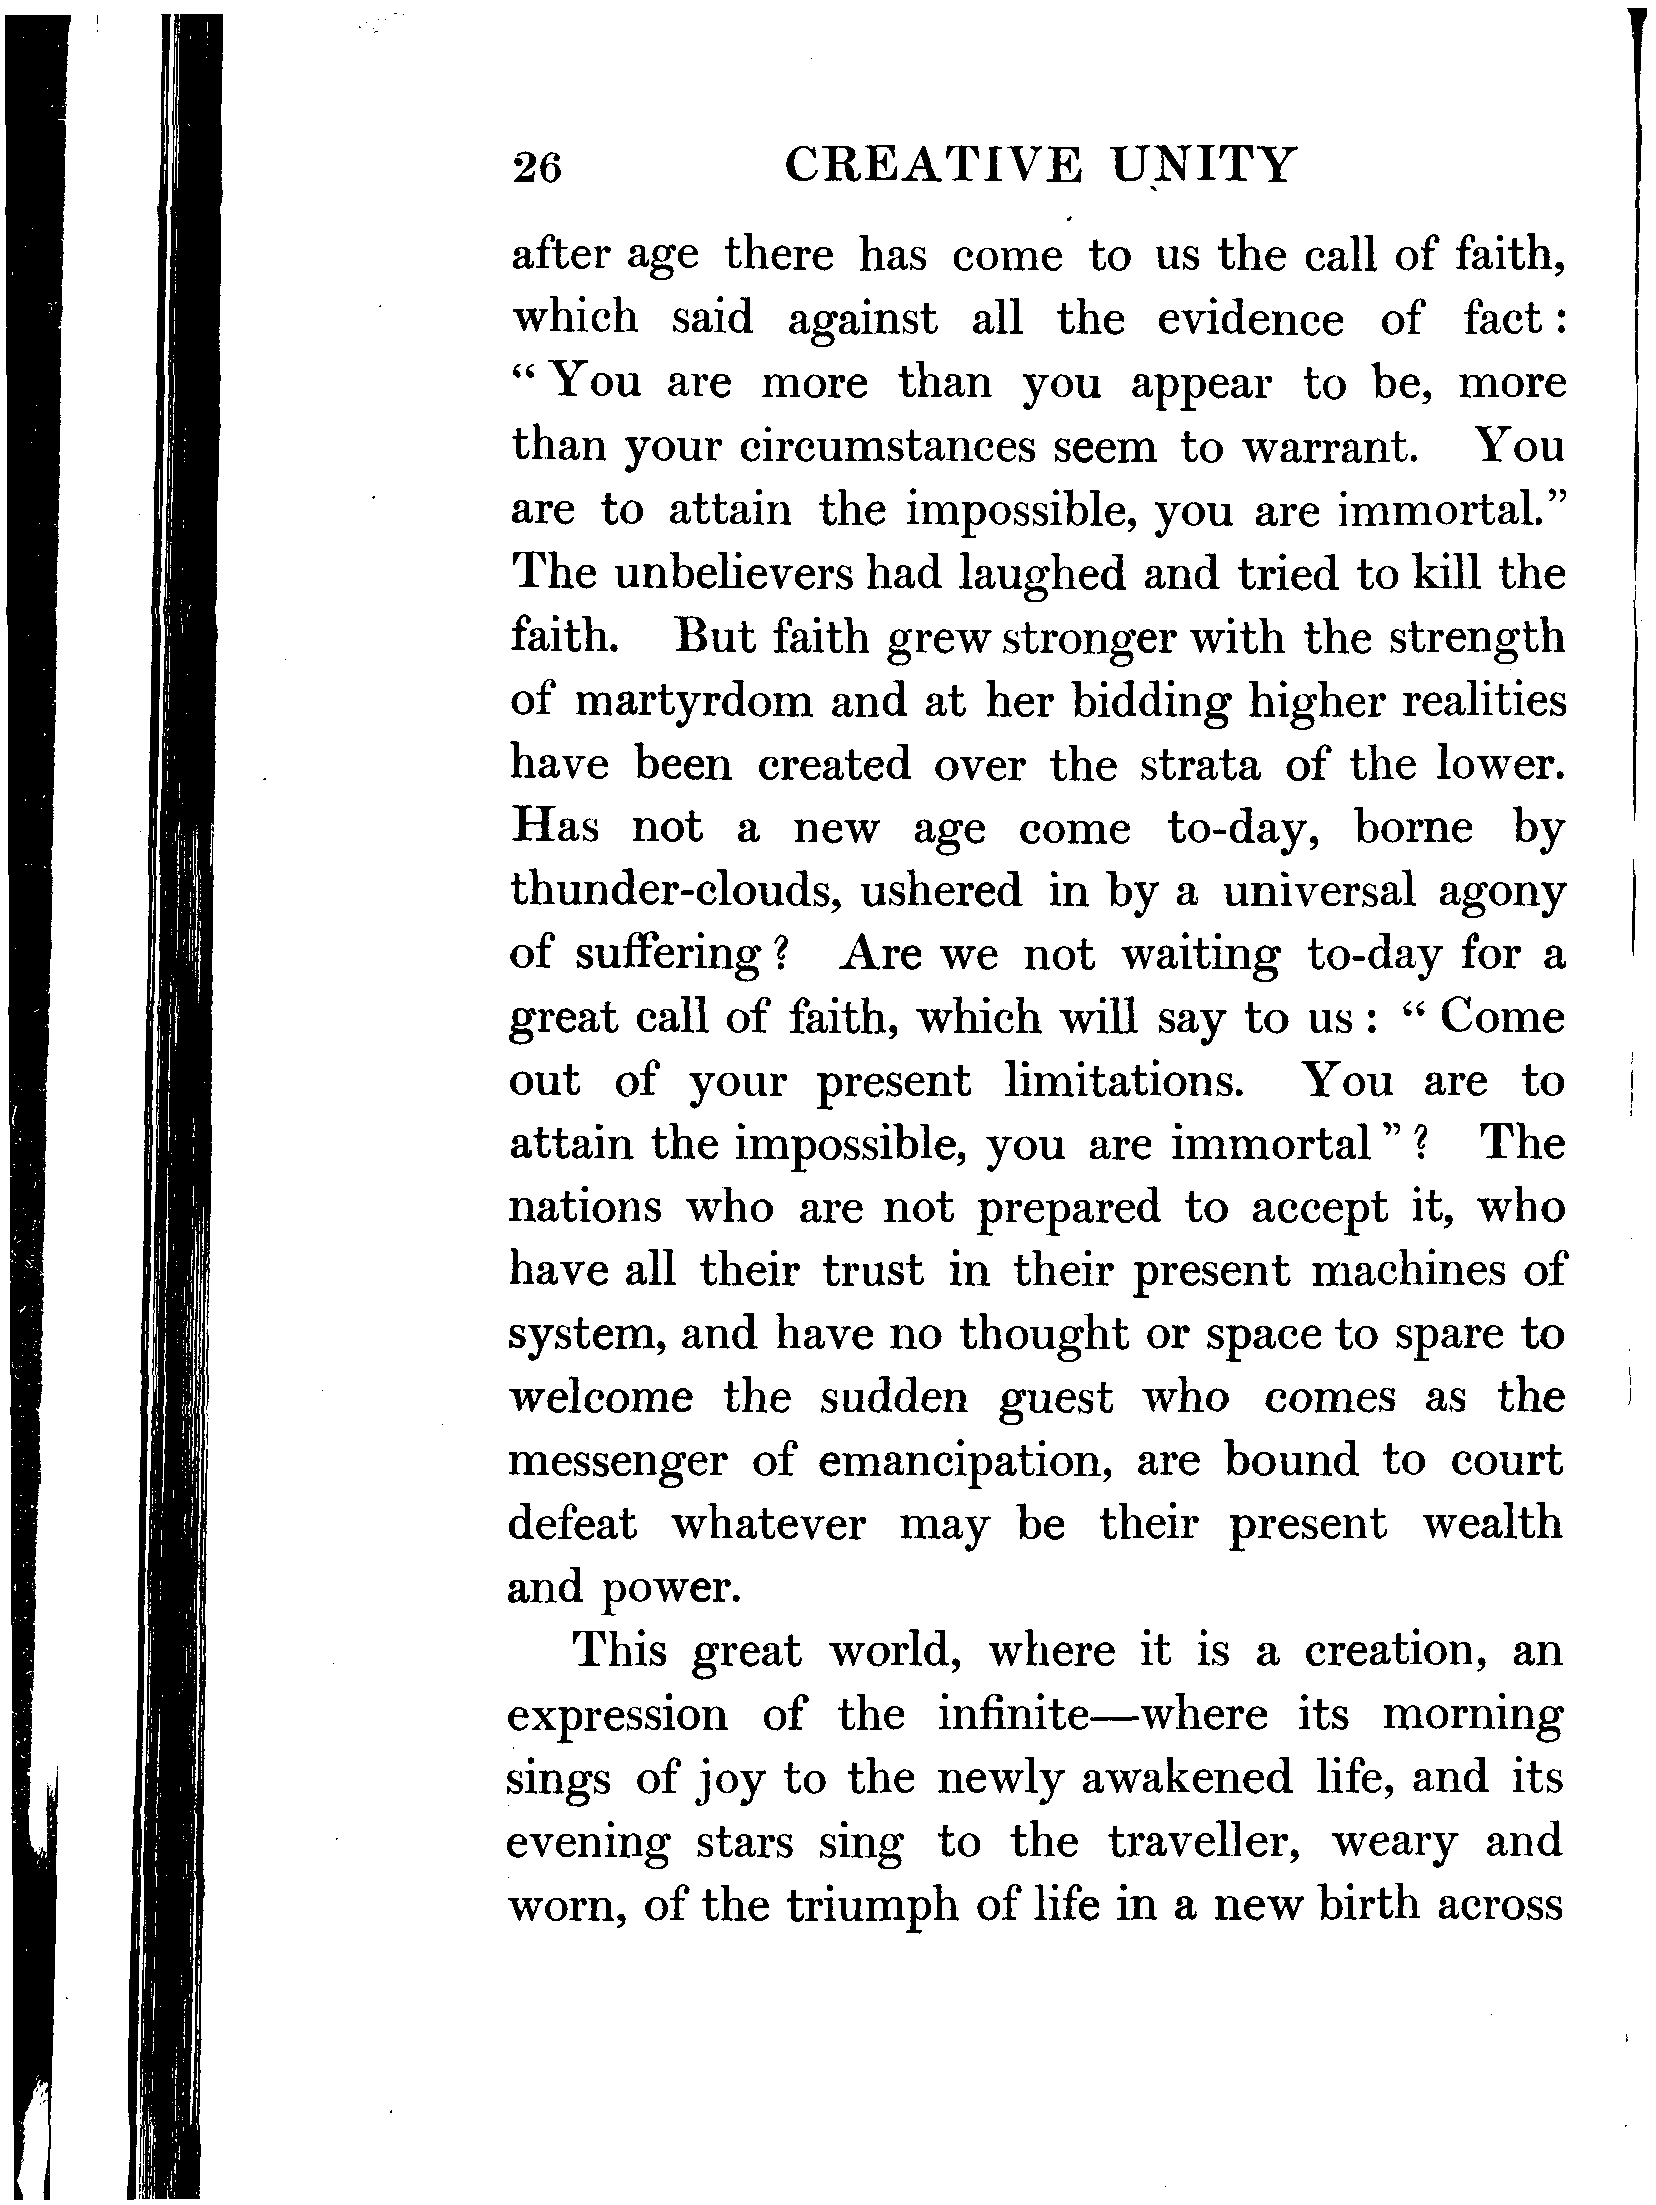 26 CREATIVE UNITY
after age there has come to us the call of faith,
which said against all the evidence of fact :
“ You are more than you appear to be, more
than your circumstances seem to warrant. You
are to attain the impossible, you are immortal.”
The unbelievers had laughed and tried to kill the
faith. But faith grew stronger with the strength
of martyrdom and at her bidding higher realities
have been created over the strata of the lower.
Has not a new age come to-day, borne by
thunder-clouds, ushered in by a universal agony
of suffering ? Are we not waiting to-day for a
great call of faith, which will say to us : “ Come
out of your present limitations. You are to
attain the impossible, you are immortal ” ? The
nations who are not prepared to accept it, who
have all their trust in their present machines of
system, and have no thought or space to spare to
welcome the sudden guest who comes as the
messenger of emancipation, are bound to court
defeat whatever may be their present wealth
and power.
This great world, where it is a creation, an
expression of the infinite—where its morning
sings of joy to the newly awakened life, and its
evening stars sing to the traveller, weary and
worn, of the triumph of life in a new birth across